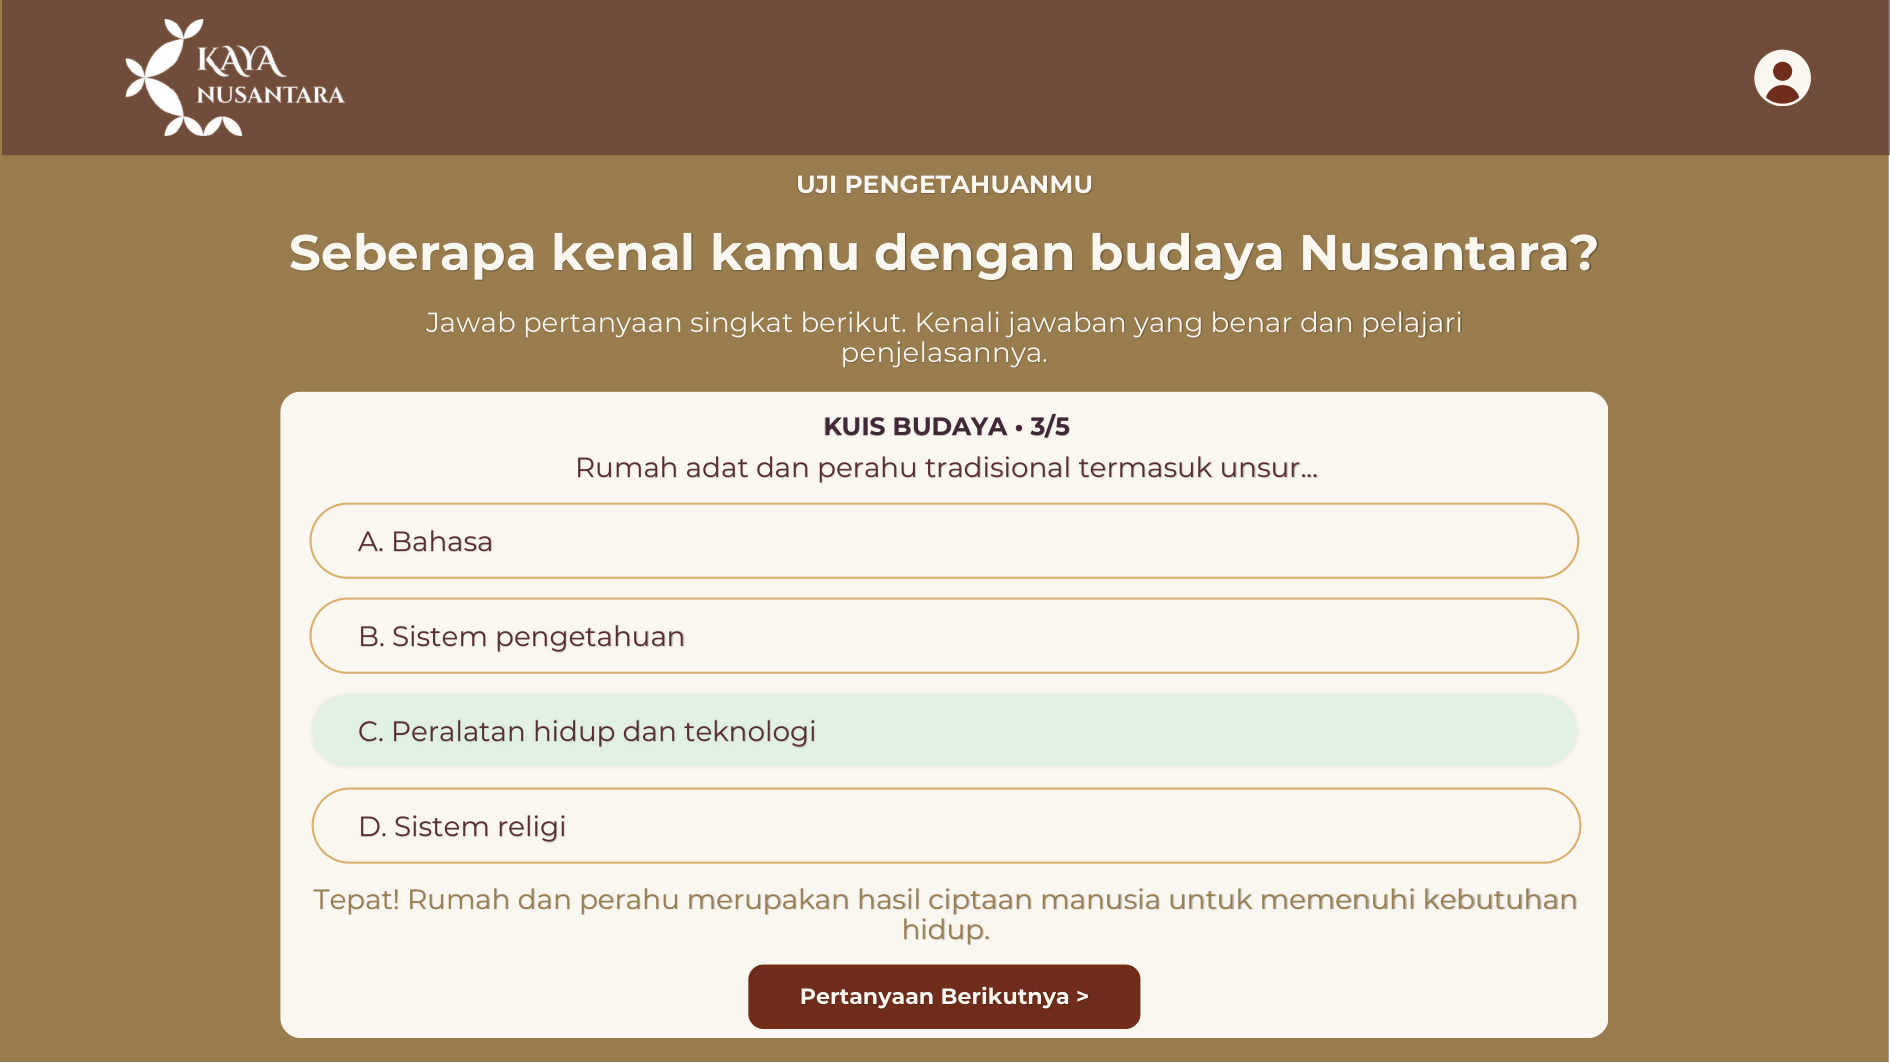 KAYA
NUSANTARA
UJI PENGETAHUANMU
Seberapa kenal kamu dengan budaya Nusantara?
Jawab pertanyaan singkat berikut. Kenali jawaban yang benar dan pelajari
penjelasannya.
KUIS BUDAYA • 3/5
Rumah adat dan perahu tradisional termasuk unsur...
A. Bahasa
B. Sistem pengetahuan
C. Peralatan hidup dan teknologi
D. Sistem religi
Tepat! Rumah dan perahu merupakan hasil ciptaan manusia untuk memenuhi kebutuhan
hidup.
Pertanyaan Berikutnya >